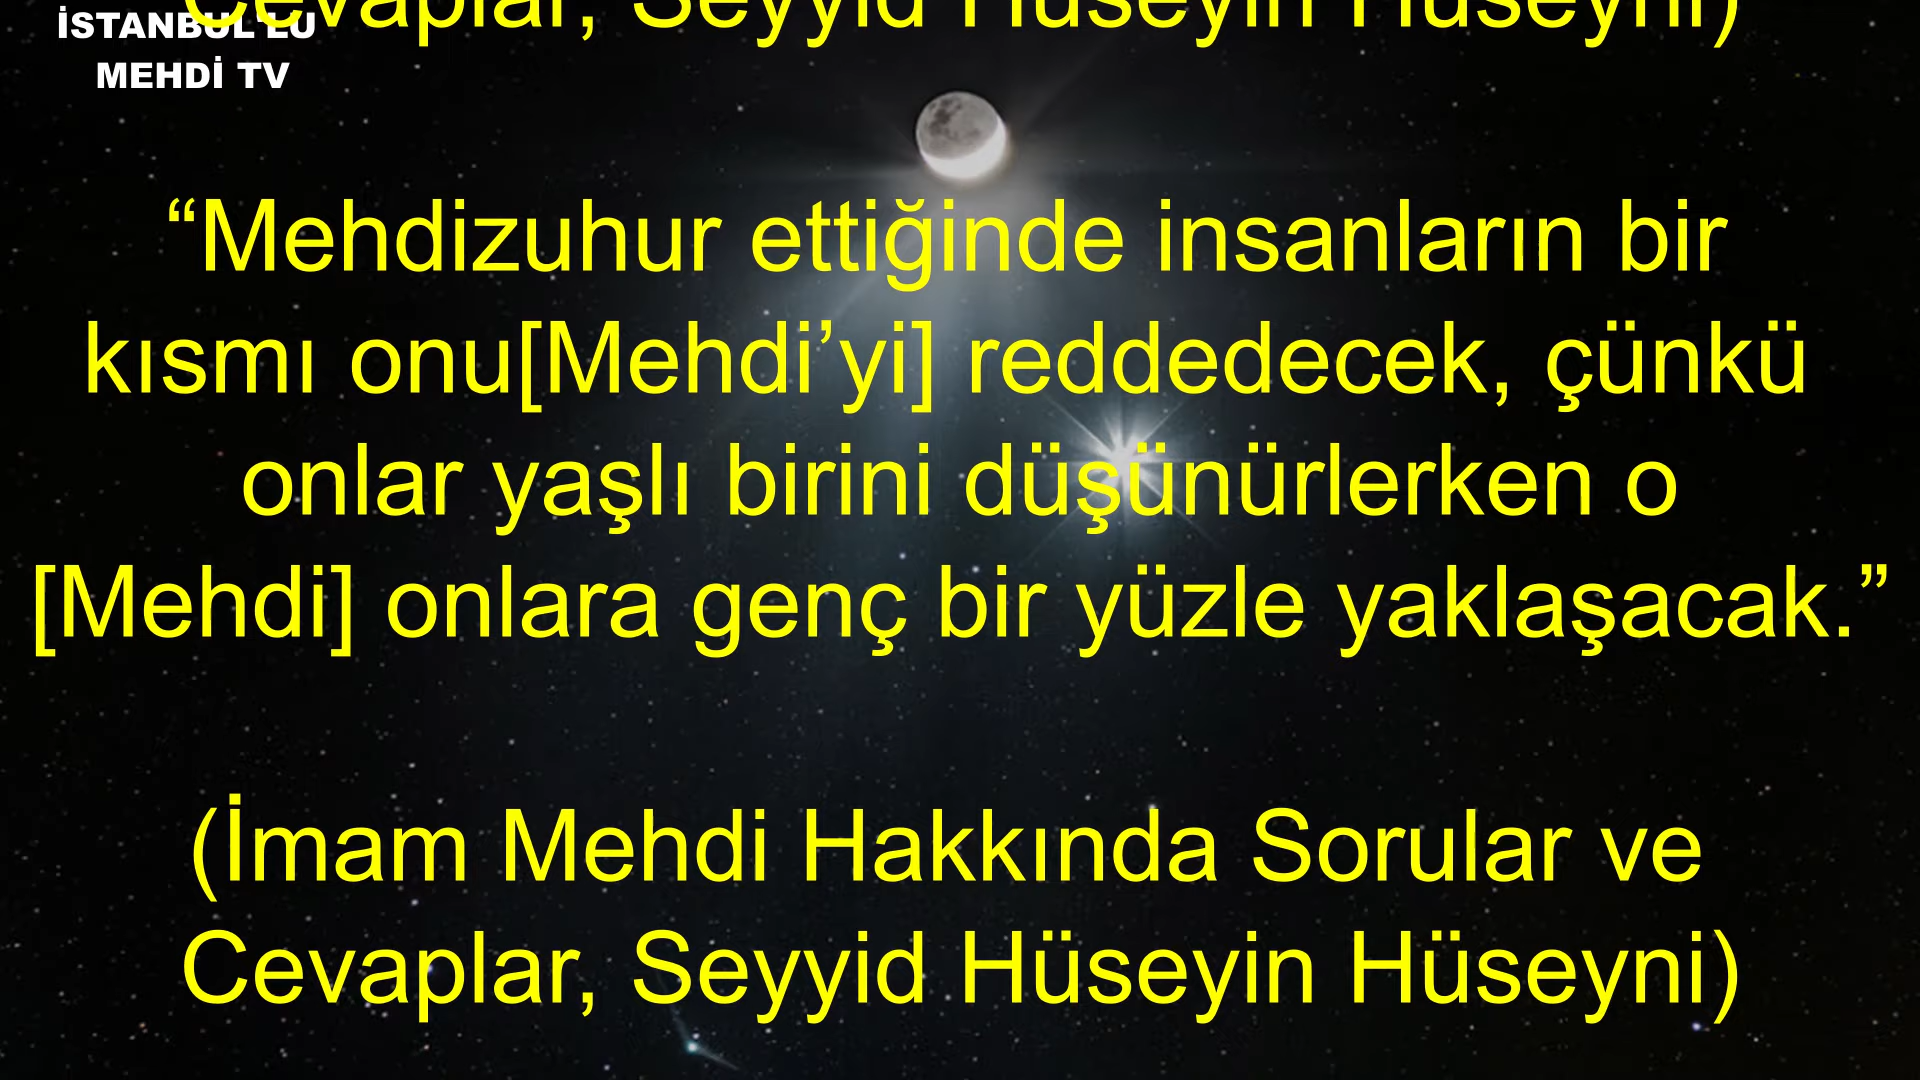 Cevaplar, Seyyid Hüseyin Hüseyni)
İSTANBUL'LU
MEHDİ TV
“Mehdizuhur ettiğinde insanların bir
kısmı onu[Mehdi’yi] reddedecek, çünkü
onlar yaşlı birini düşünürlerken o
[Mehdi] onlara genç bir yüzle yaklaşacak.”
(İmam Mehdi Hakkında Sorular ve
Cevaplar, Seyyid Hüseyin Hüseyni)